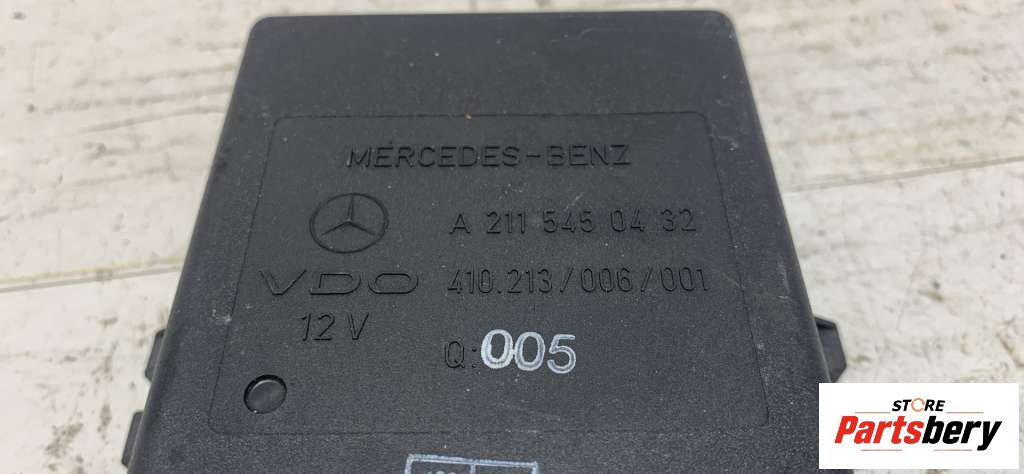 MERCEDES-BENZ
A 211 545 04 32
VDO 410.213/006/001
12 V
Q: 005
STORE
Partsbery